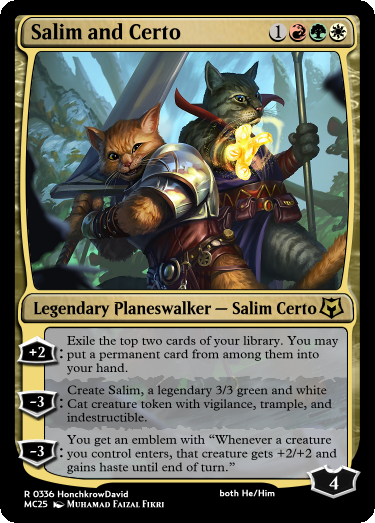 Salim and Certo 1
Legendary Planeswalker — Salim Certo
+2: Exile the top two cards of your library. You may
put a permanent card from among them into
your hand.
-3: Create Salim, a legendary 3/3 green and white
Cat creature token with vigilance, trample, and
indestructible.
-3: You get an emblem with “Whenever a creature
you control enters, that creature gets +2/+2 and
gains haste until end of turn.”
4
R 0336 HonchkrowDavid both He/Him
MC25 Muhamad Faizal Fikri